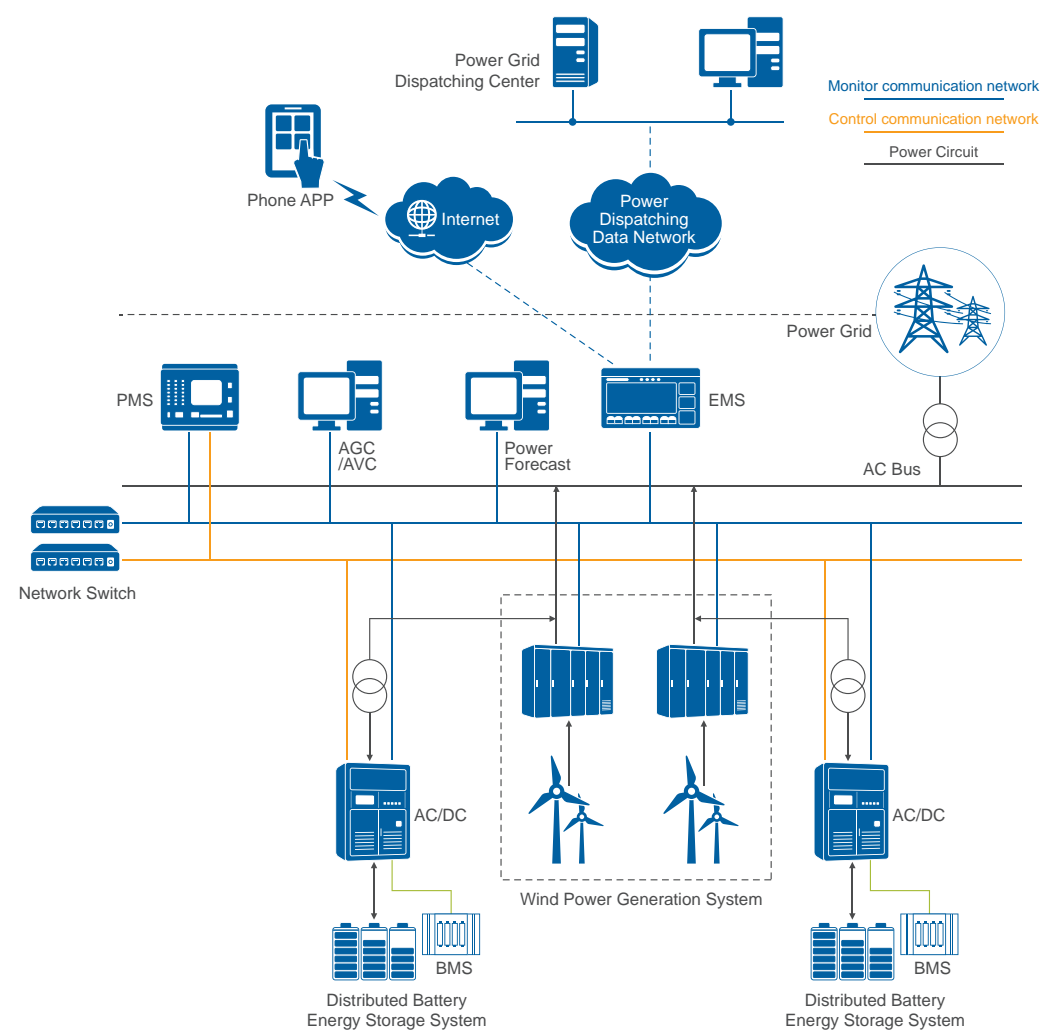 Power Grid
Dispatching Center
Monitor communication network
Control communication network
Power Circuit
Phone APP
Internet
Power
Dispatching
Data Network
Power Grid
PMS
AGC
/AVC
Power
Forecast
EMS
AC Bus
Network Switch
AC/DC
AC/DC
Wind Power Generation System
BMS
BMS
Distributed Battery
Energy Storage System
Distributed Battery
Energy Storage System